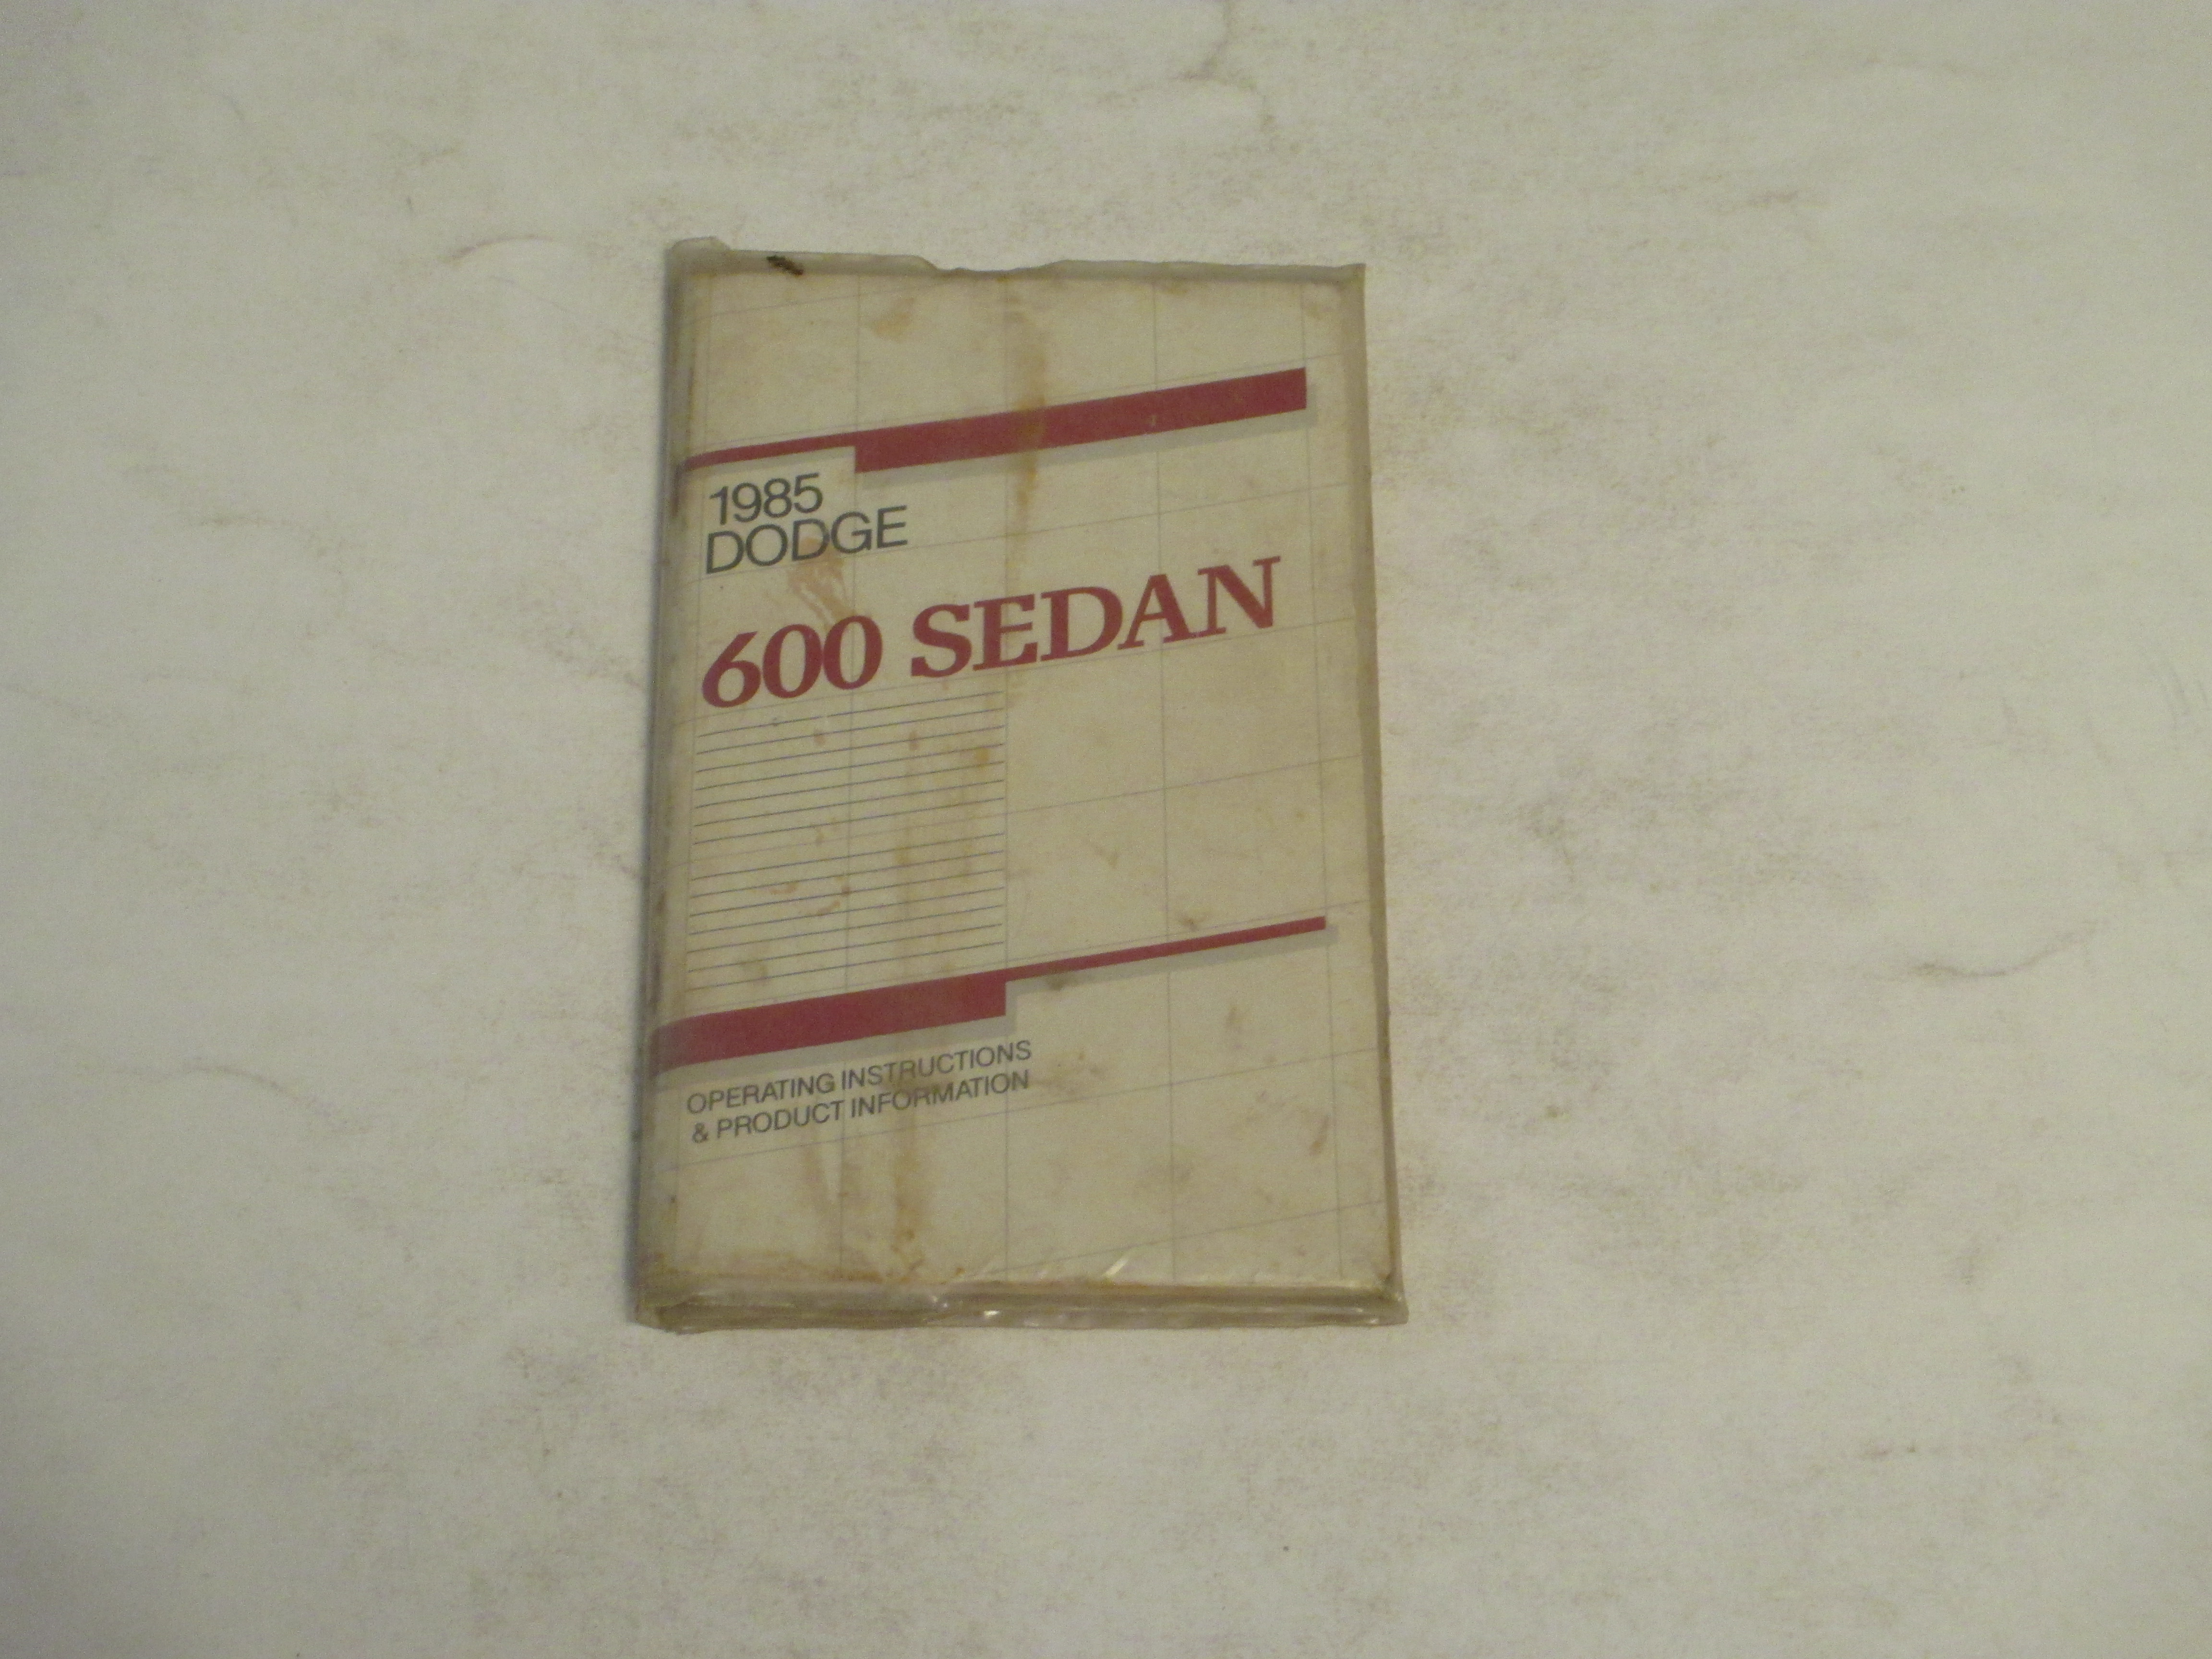 1985
DODGE
600 SEDAN
OPERATING INSTRUCTIONS
& PRODUCT INFORMATION